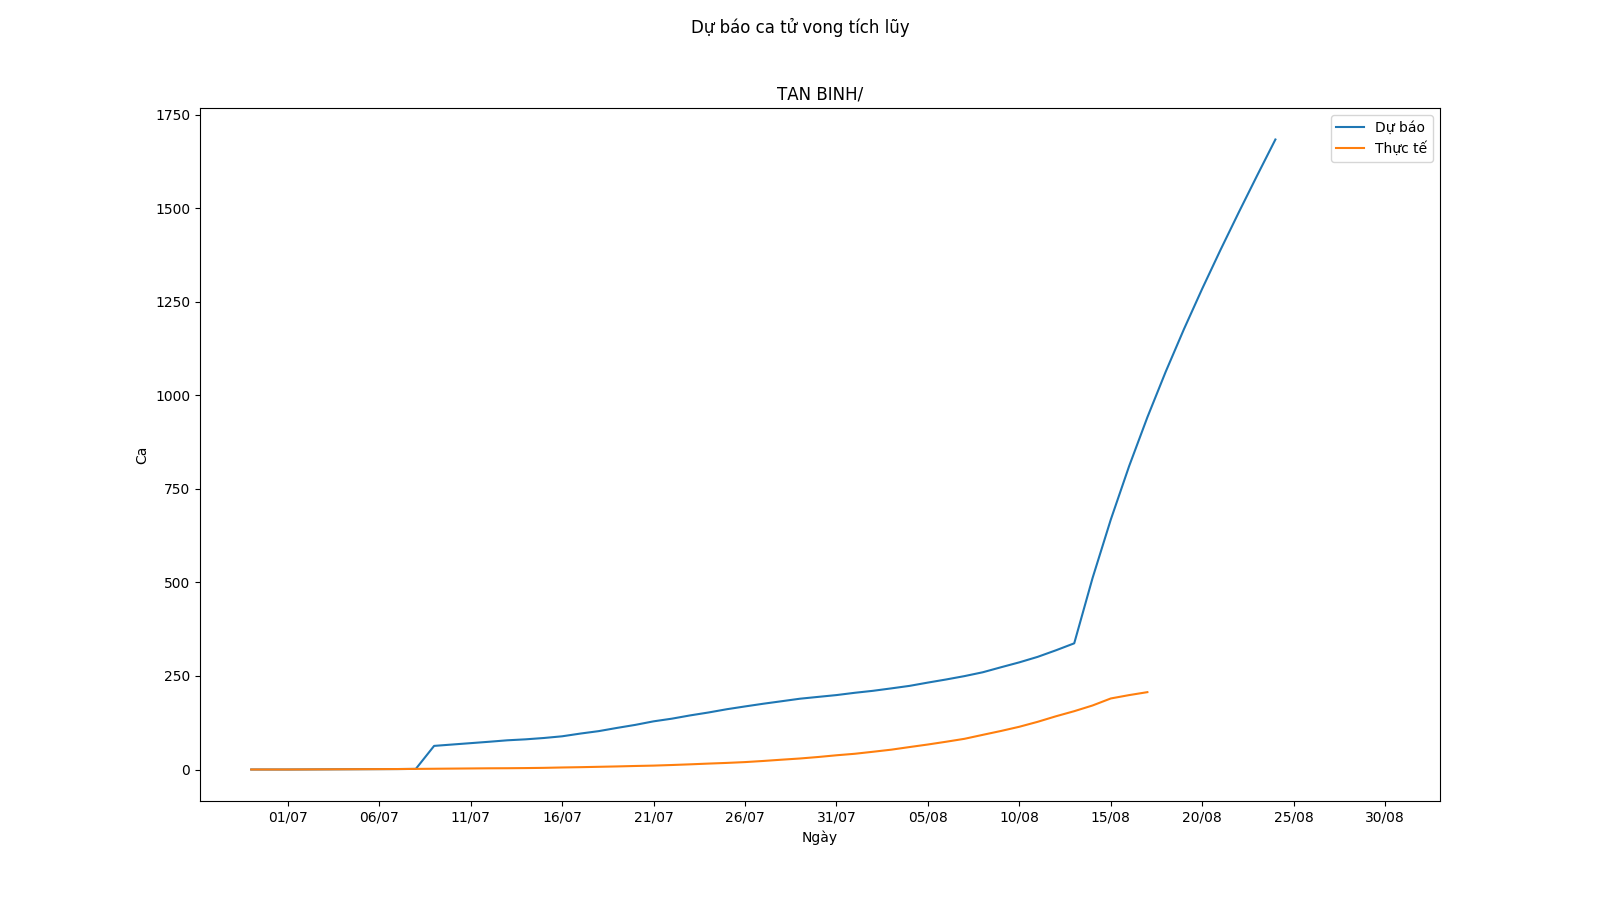 Dự báo ca tử vong tích lũy
TAN BINH/
1750
1500
1250
1000
750
500
250
0
Ca
Dự báo
Thực tế
01/07 06/07 11/07 16/07 21/07 26/07 31/07 05/08 10/08 15/08 20/08 25/08 30/08
Ngày